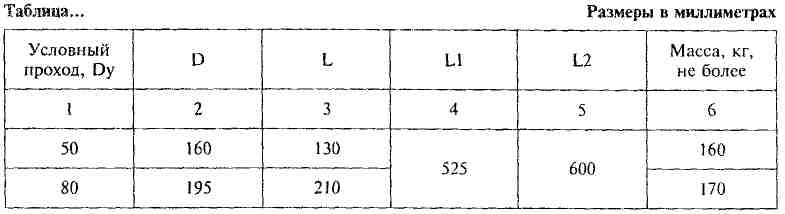 Таблица... Размеры в миллиметрах
Условный проход, Dy D L L1 L2 Масса, кг, не более
1 2 3 4 5 6
50 160 130 525 600 160
80 195 210 170